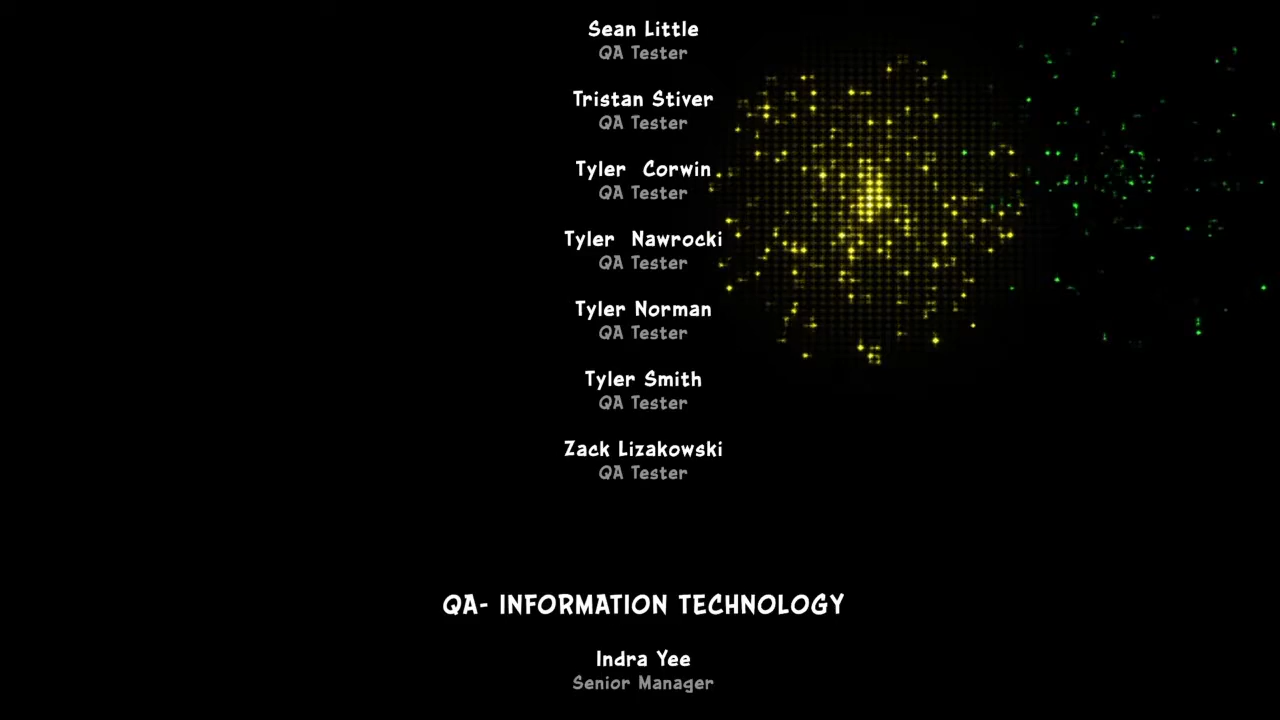 Sean Little
QA Tester
Tristan Stiver
QA Tester
Tyler  Corwin
QA Tester
Tyler  Nawrocki
QA Tester
Tyler Norman
QA Tester
Tyler Smith
QA Tester
Zack Lizakowski
QA Tester
QA- INFORMATION TECHNOLOGY
Indra Yee
Senior Manager